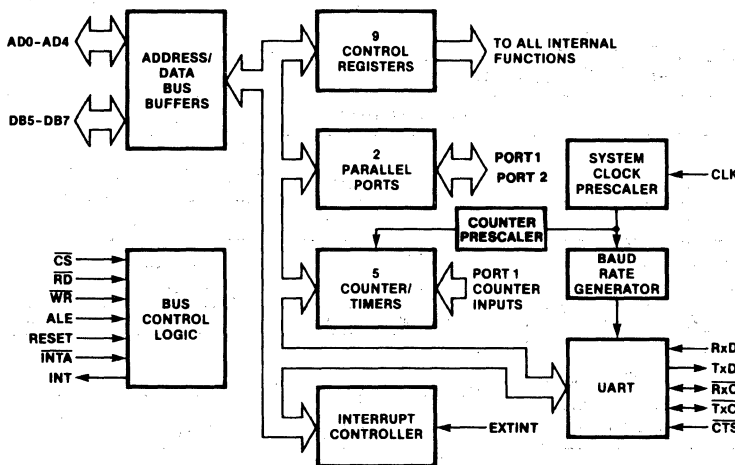 AD0-AD4
ADDRESS/
DATA
BUS
BUFFERS
DB5-DB7
9
CONTROL
REGISTERS
TO ALL INTERNAL
FUNCTIONS
2
PARALLEL
PORTS
PORT 1
PORT 2
SYSTEM
CLOCK
PRESCALER
CLK
COUNTER
PRESCALER
5
COUNTER/
TIMERS
PORT 1
COUNTER
INPUTS
BAUD
RATE
GENERATOR
CS
RD
WR
ALE
RESET
INTA
INT
BUS
CONTROL
LOGIC
UART
RxD
TxD
RxC
TxC
CTS
INTERRUPT
CONTROLLER
EXTINT